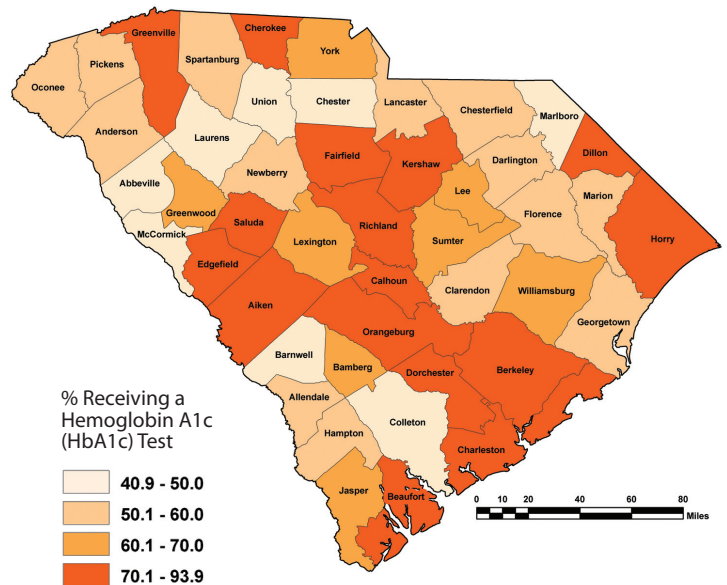 Greenville
Cherokee
York
Pickens
Spartanburg
Oconee
Union
Chester
Lancaster
Chesterfield
Marlboro
Anderson
Laurens
Fairfield
Kershaw
Darlington
Dillon
Abbeville
Newberry
Lee
Marion
Greenwood
Saluda
Richland
Florence
McCormick
Lexington
Sumter
Horry
Edgefield
Calhoun
Clarendon
Williamsburg
Aiken
Georgetown
Orangeburg
Barnwell
Bamberg
Dorchester
Berkeley
Allendale
Colleton
Hampton
Charleston
Jasper
Beaufort
% Receiving a
Hemoglobin A1c
(HbA1c) Test
40.9 - 50.0
50.1 - 60.0
60.1 - 70.0
70.1 - 93.9
0 10 20 40 60 80
Miles